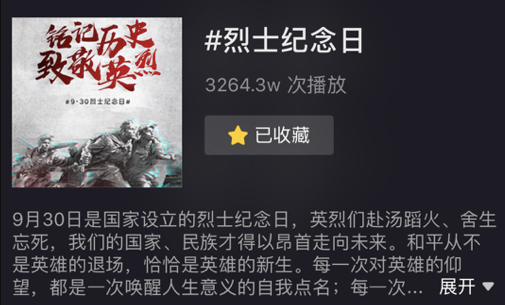 铭记历史
致敬英烈
#9·30烈士纪念日#
#烈士纪念日
3264.3w 次播放
已收藏
9月30日是国家设立的烈士纪念日，英烈们赴汤蹈火、舍生
忘死，我们的国家、民族才得以昂首走向未来。和平从不
是英雄的退场，恰恰是英雄的新生。每一次对英雄的仰
望，都是一次唤醒人生意义的自我点名；每一次... 展开